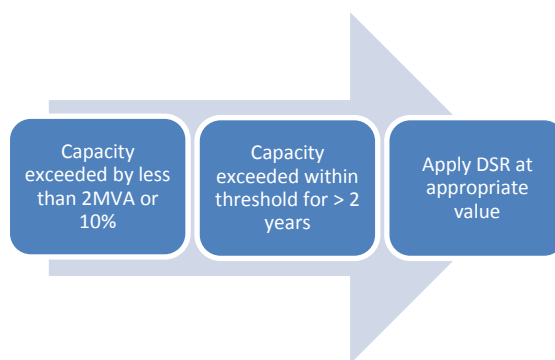 Capacity
exceeded by less
than 2MVA or
10%
Capacity
exceeded within
threshold for > 2
years
Apply DSR at
appropriate
value